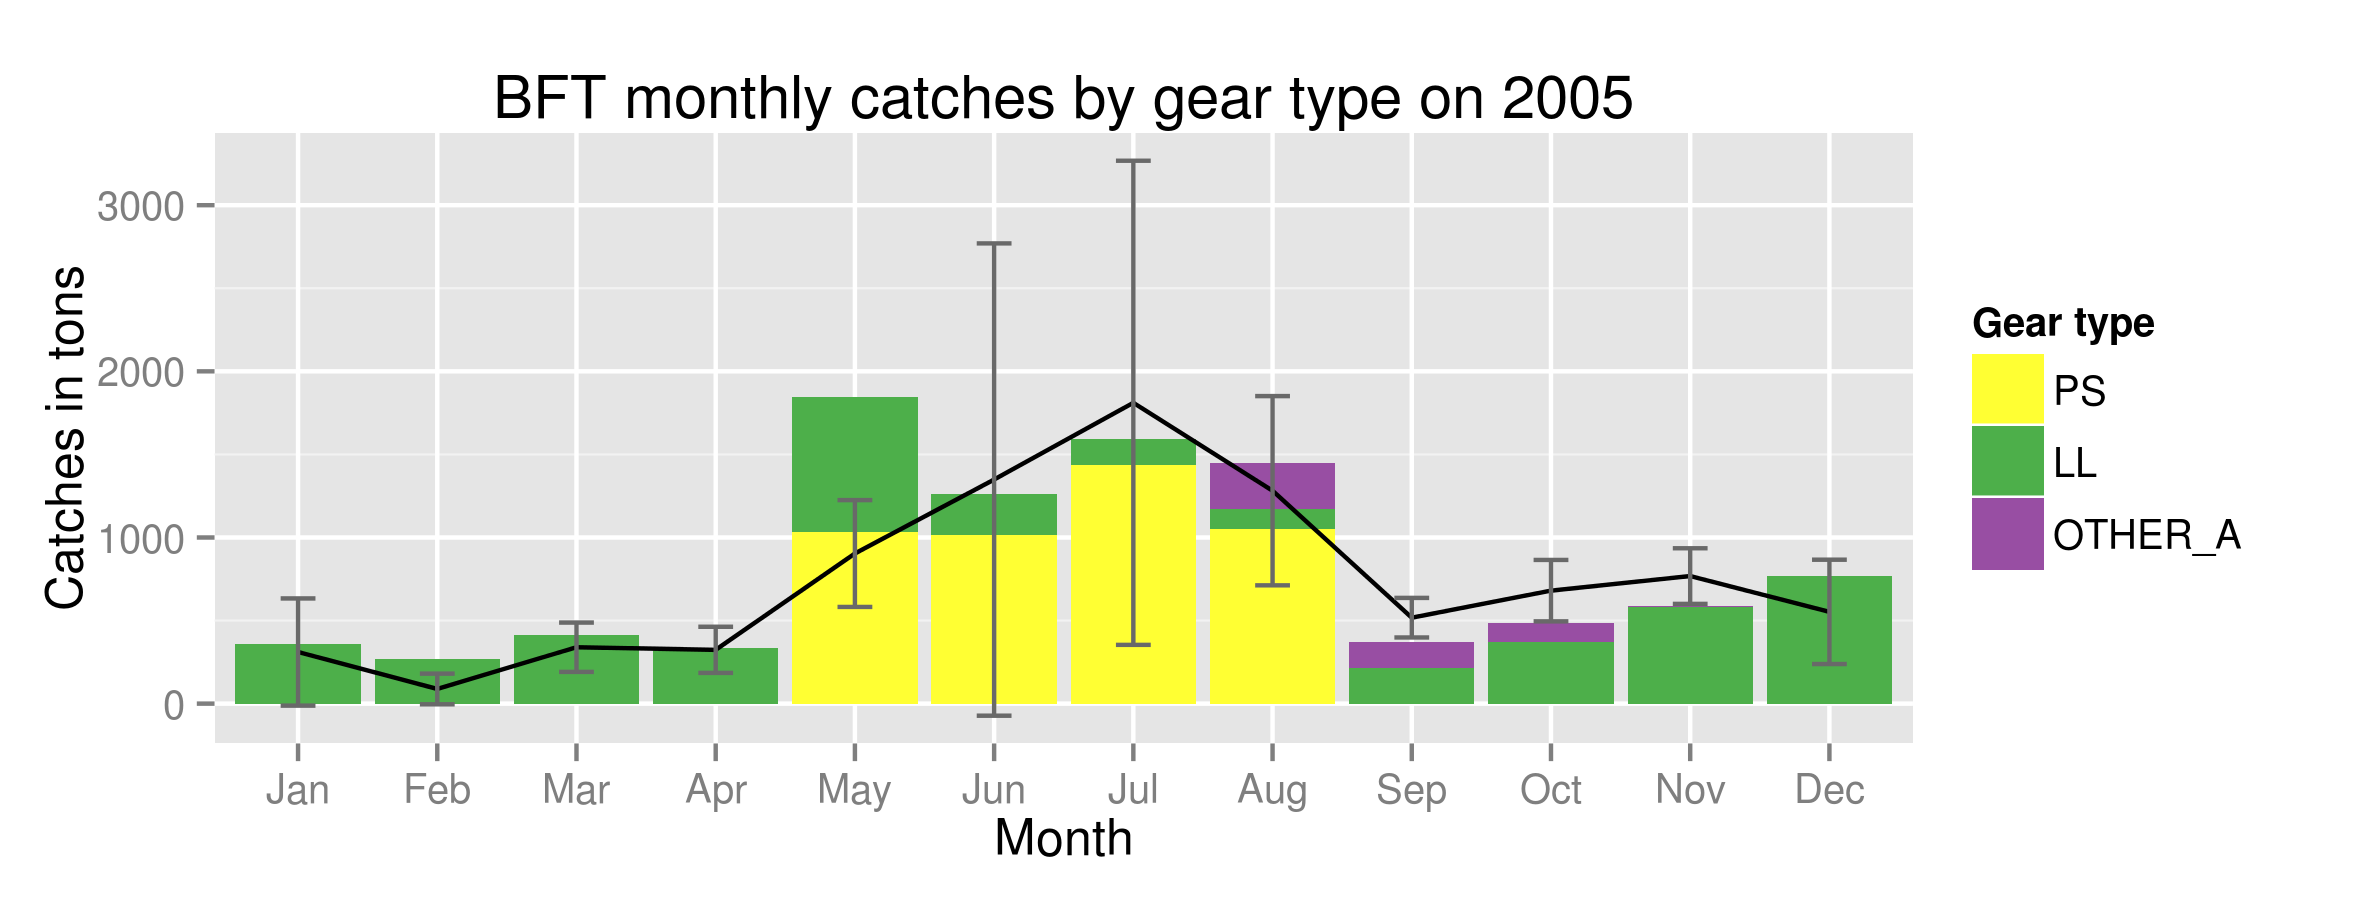 BFT monthly catches by gear type on 2005
Catches in tons
3000
2000
1000
0
Jan Feb Mar Apr May Jun Jul Aug Sep Oct Nov Dec
Month
Gear type
PS
LL
OTHER_A